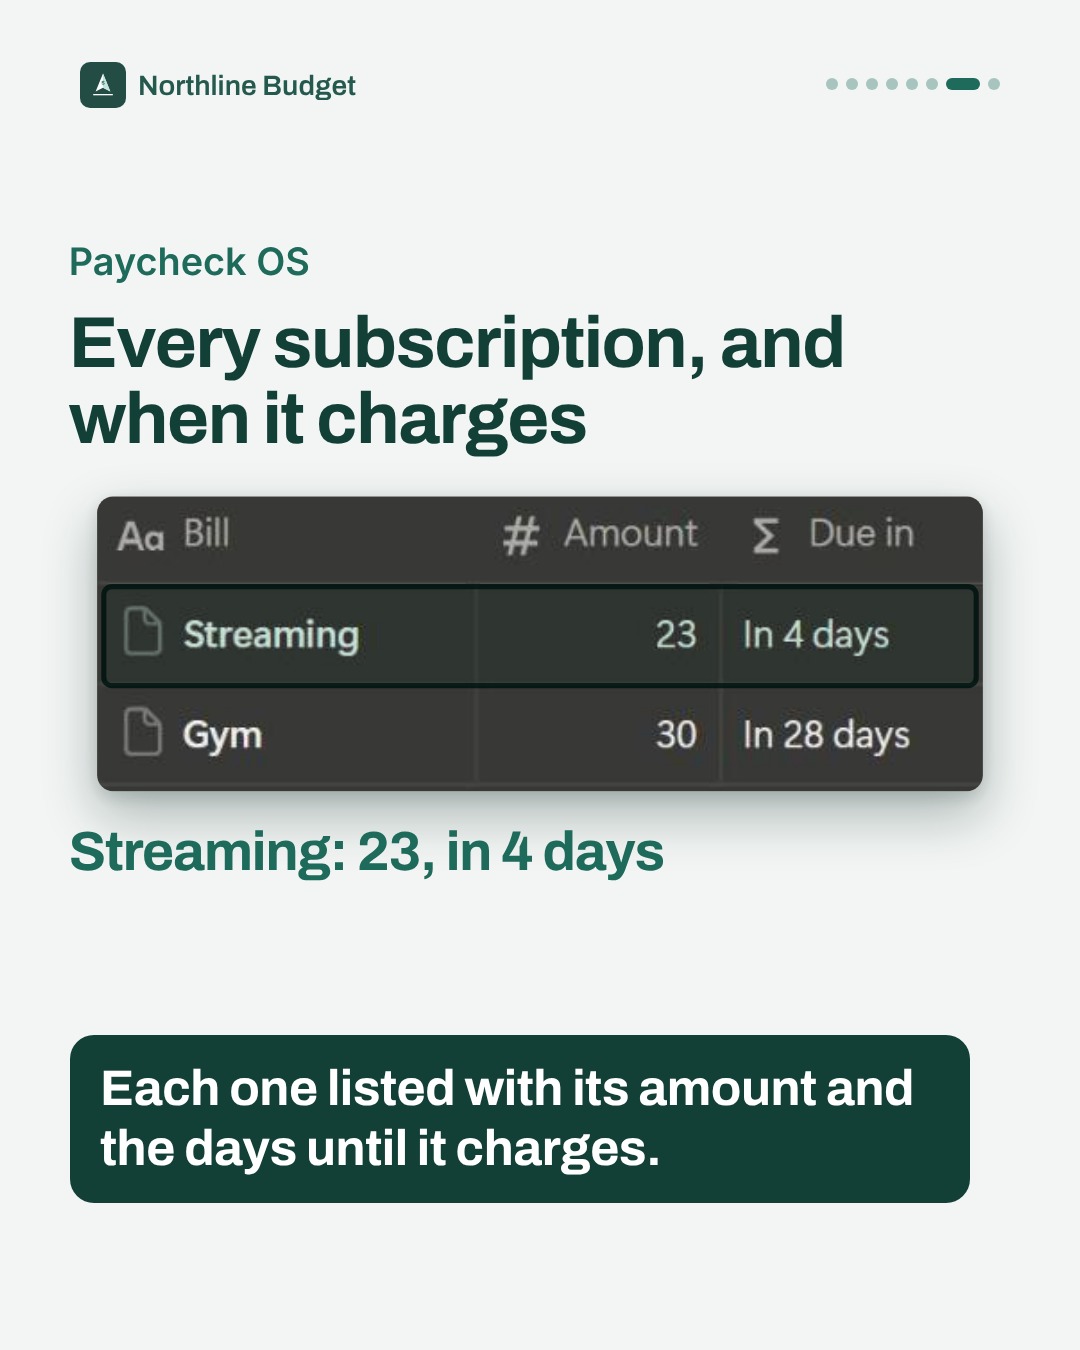 Northline Budget
Paycheck OS
Every subscription, and
when it charges
Aa Bill # Amount Σ Due in
Streaming 23 In 4 days
Gym 30 In 28 days
Streaming: 23, in 4 days
Each one listed with its amount and
the days until it charges.